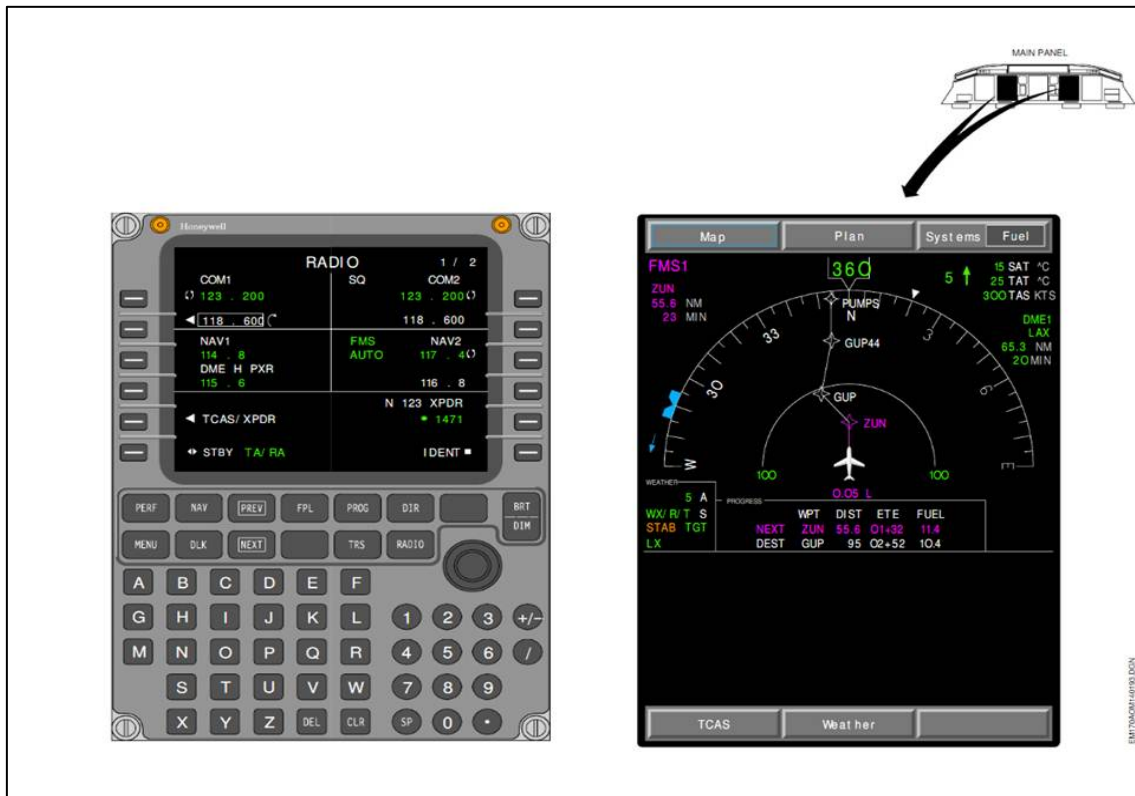 MAIN PANEL
Honeywell
RADIO 1 / 2
COM1 SQ COM2
123 . 200 123 . 200
118 . 600 118 . 600
NAV1 FMS NAV2
114 . 8 AUTO 117 . 4
DME H PXR
115 . 6 116 . 8
N 123 XPDR
TCAS/ XPDR 1471
STBY TA/ RA IDENT
PERF NAV PREV FPL PROG DIR BRT
DIM
MENU DLK NEXT TRS RADIO
A B C D E F
G H I J K L 1 2 3 +/-
M N O P Q R 4 5 6 /
S T U V W 7 8 9
X Y Z DEL CLR SP 0 •
Map Plan Systems Fuel
FMS1 360 5 15 SAT ^C
25 TAT ^C
300 TAS KTS
ZUN
55.6 NM
23 MIN
DME1
LAX
65.3 NM
20 MIN
PUMPS
N
33 3
GUP44
30 6
GUP
ZUN
W E
100 100
0.05 L
WEATHER
5 A
WX/ R/ T S
STAB TGT
LX
PROGRESS
WPT DIST ETE FUEL
NEXT ZUN 55.6 01+32 11.4
DEST GUP 95 02+52 10.4
TCAS Weather
EM170AOM140193.DGN